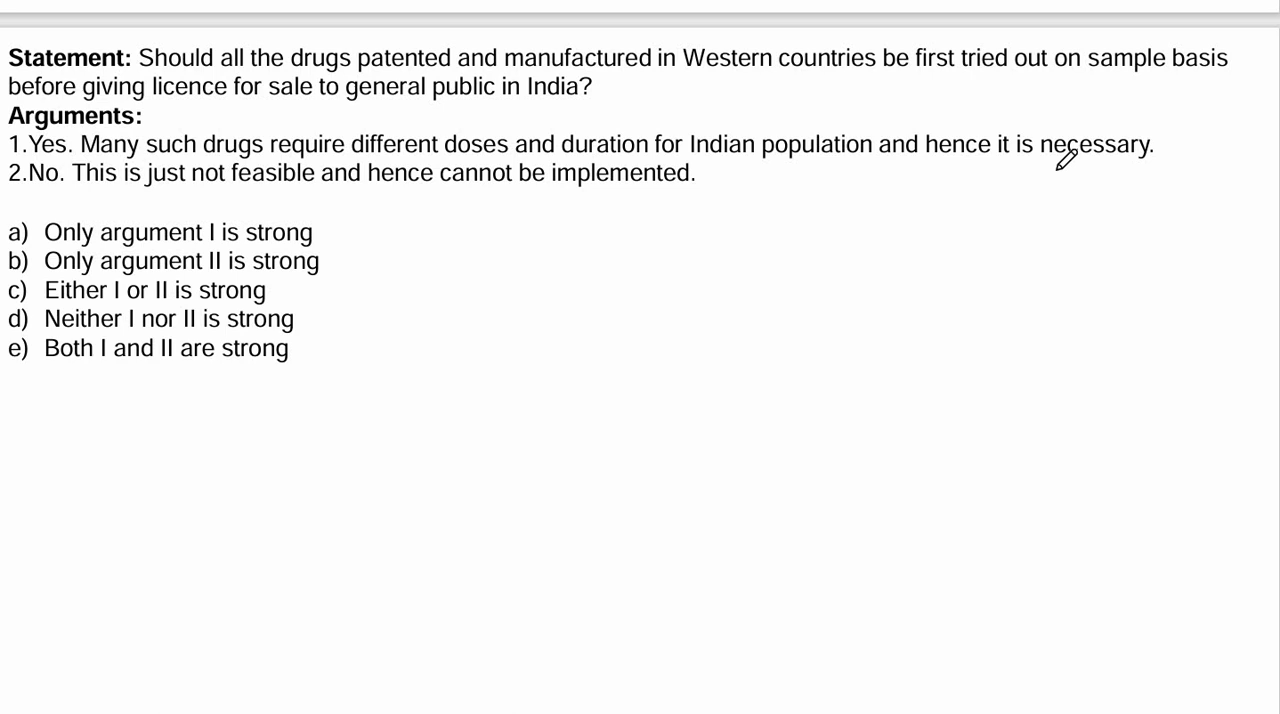 Statement: Should all the drugs patented and manufactured in Western countries be first tried out on sample basis
before giving licence for sale to general public in India?
Arguments:
1.Yes. Many such drugs require different doses and duration for Indian population and hence it is necessary.
2.No. This is just not feasible and hence cannot be implemented.
a) Only argument I is strong
b) Only argument II is strong
c) Either I or II is strong
d) Neither I nor II is strong
e) Both I and II are strong